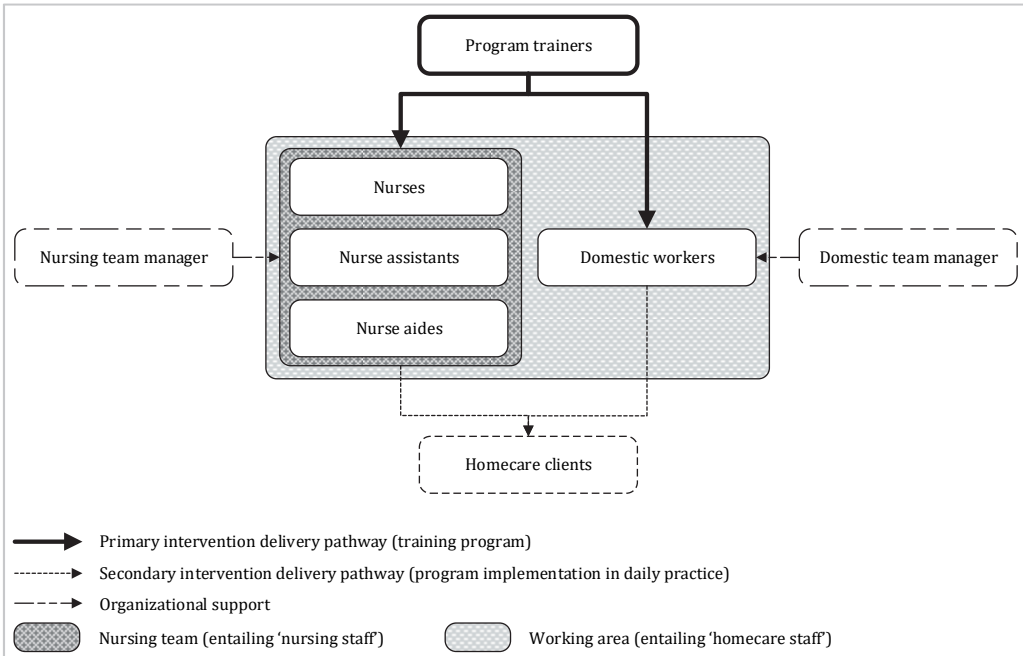 Program trainers
Nurses
Nursing team manager
Nurse assistants
Domestic workers
Domestic team manager
Nurse aides
Homecare clients
Primary intervention delivery pathway (training program)
Secondary intervention delivery pathway (program implementation in daily practice)
Organizational support
Nursing team (entailing ‘nursing staff’)
Working area (entailing ‘homecare staff’)